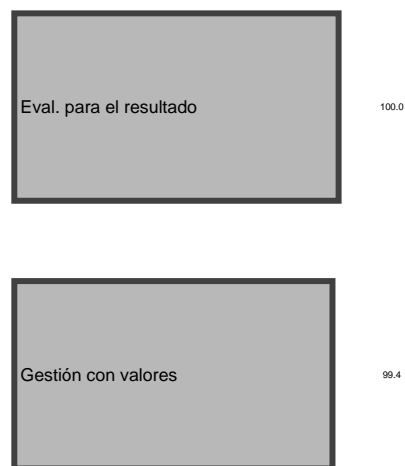 Eval. para el resultado 100.0
Gestión con valores 99.4